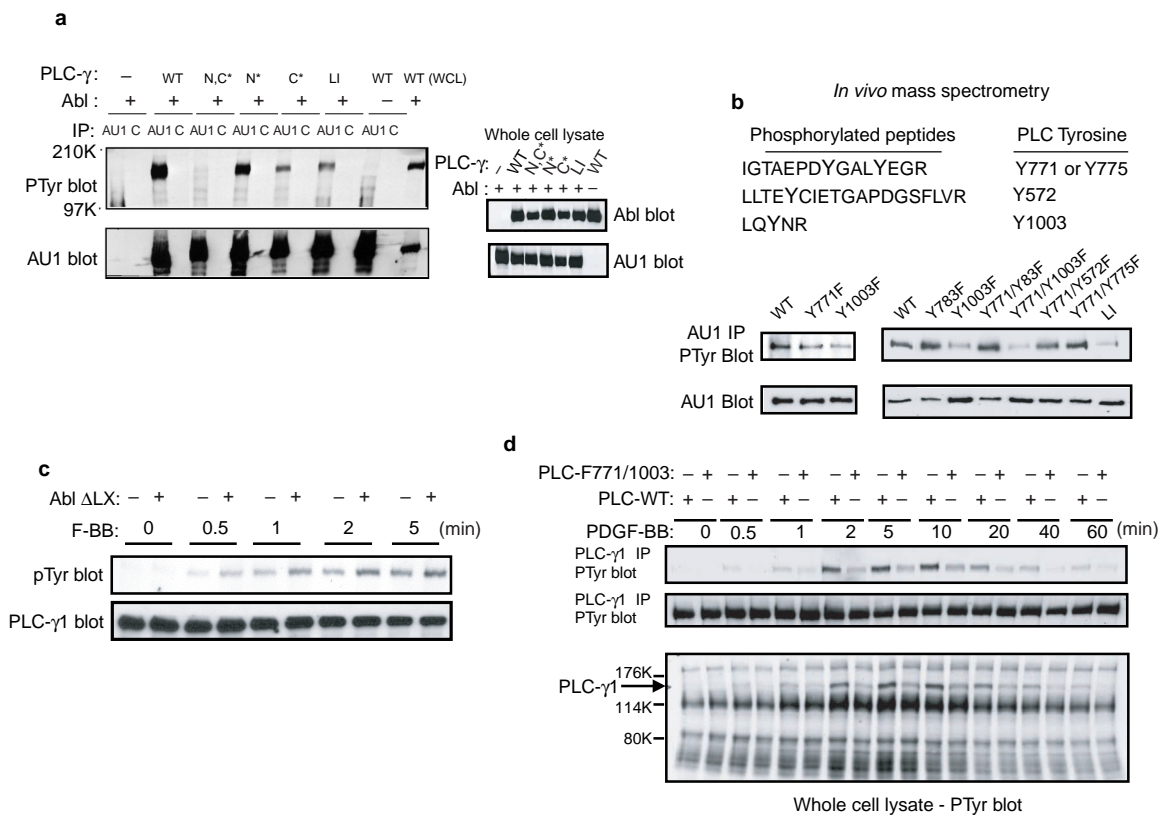 a
PLC-γ: – WT N,C* N* C* LI WT WT (WCL)
Abl : + + + + + + – +
IP: AU1 C AU1 C AU1 C AU1 C AU1 C AU1 C AU1 C
210K
PTyr blot
97K
AU1 blot
Whole cell lysate
PLC-γ: – WT N,C* N* C* LI WT
Abl : + + + + + + –
Abl blot
AU1 blot
b
In vivo mass spectrometry
Phosphorylated peptides PLC Tyrosine
IGTAEPDYGALYEGR Y771 or Y775
LLTEYCIETGAPDGSFLVR Y572
LQYNR Y1003
WT Y771F Y1003F
WT Y783F Y1003F Y771/Y83F Y771/Y1003F Y771/Y572F Y771/Y775F LI
AU1 IP
PTyr Blot
AU1 Blot
c
Abl ΔLX: – + – + – + – + – +
F-BB: 0 0.5 1 2 5 (min)
pTyr blot
PLC-γ1 blot
d
PLC-F771/1003: – + – + – + – + – + – + – + – + – +
PLC-WT: + – + – + – + – + – + – + – + – + –
PDGF-BB: 0 0.5 1 2 5 10 20 40 60 (min)
PLC-γ1 IP
PTyr blot
PLC-γ1 IP
PTyr blot
176K
PLC-γ1
114K
80K
Whole cell lysate - PTyr blot